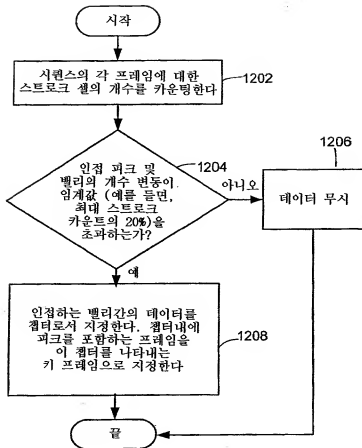 시작
시퀀스의 각 프레임에 대한
스트로크 셀의 개수를 카운팅한다
1202
인접 피크 및
밸리의 개수 변동이
임계값 (예를 들면,
최대 스트로크
카운트의 20%)을
초과하는가?
1204
아니오
데이터 무시
1206
예
인접하는 밸리간의 데이터를
챕터로서 지정한다. 챕터내에
피크를 포함하는 프레임을
이 챕터를 나타내는
키 프레임으로 지정한다
1208
끝